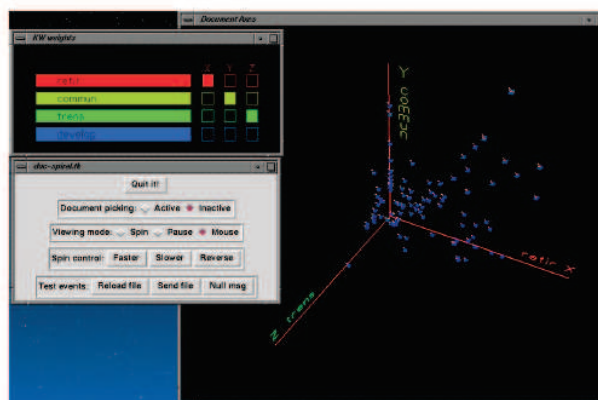 Document Axes
KW weights
X Y Z
retir
commun
trans
develop
doc-spinel.tk
Quit it!
Document picking: Active Inactive
Viewing mode: Spin Pause Mouse
Spin control: Faster Slower Reverse
Test events: Reload file Send file Null msg
Y commun
retir X
Z trans